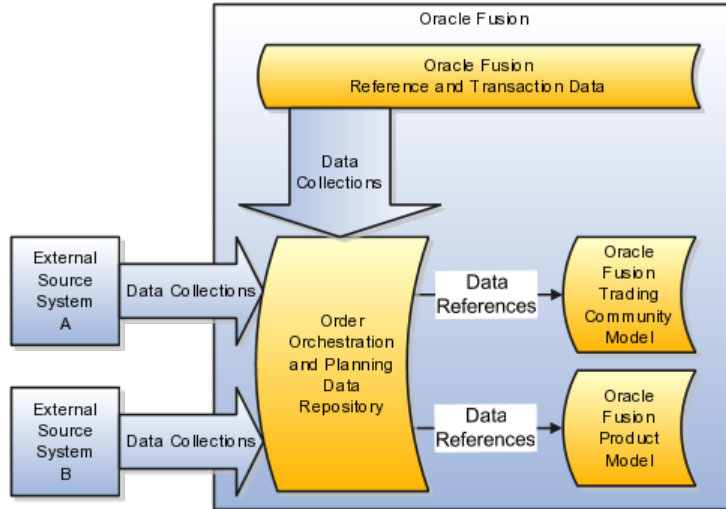 Oracle Fusion
Oracle Fusion
Reference and Transaction Data
Data
Collections
External
Source
System
A
Data Collections
Order
Orchestration
and Planning
Data
Repository
Data
References
Oracle
Fusion
Trading
Community
Model
External
Source
System
B
Data Collections
Data
References
Oracle
Fusion
Product
Model